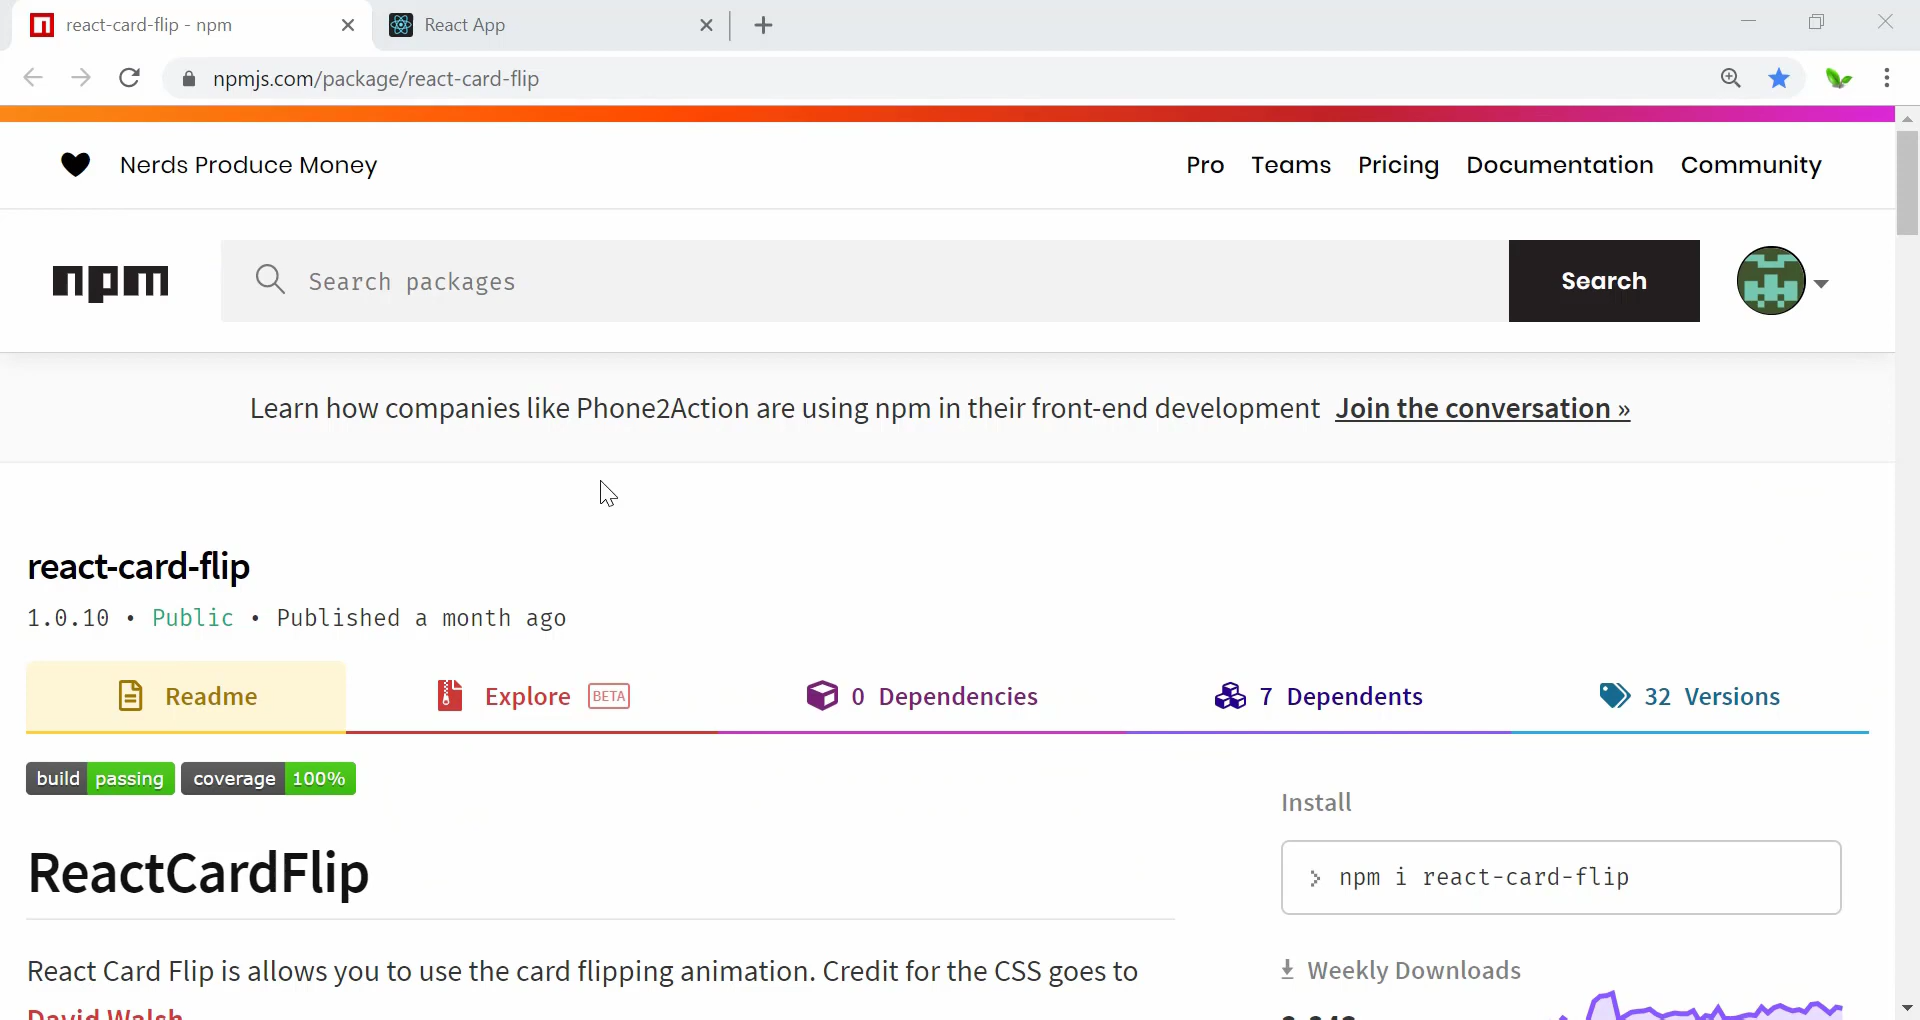 react-card-flip - npm
React App
npmjs.com/package/react-card-flip
Nerds Produce Money
Pro Teams Pricing Documentation Community
npm
Search packages
Search
Learn how companies like Phone2Action are using npm in their front-end development Join the conversation »
react-card-flip
1.0.10 • Public • Published a month ago
Readme
Explore BETA
0 Dependencies
7 Dependents
32 Versions
build passing coverage 100%
Install
ReactCardFlip
npm i react-card-flip
React Card Flip is allows you to use the card flipping animation. Credit for the CSS goes to
Weekly Downloads
David Walsh